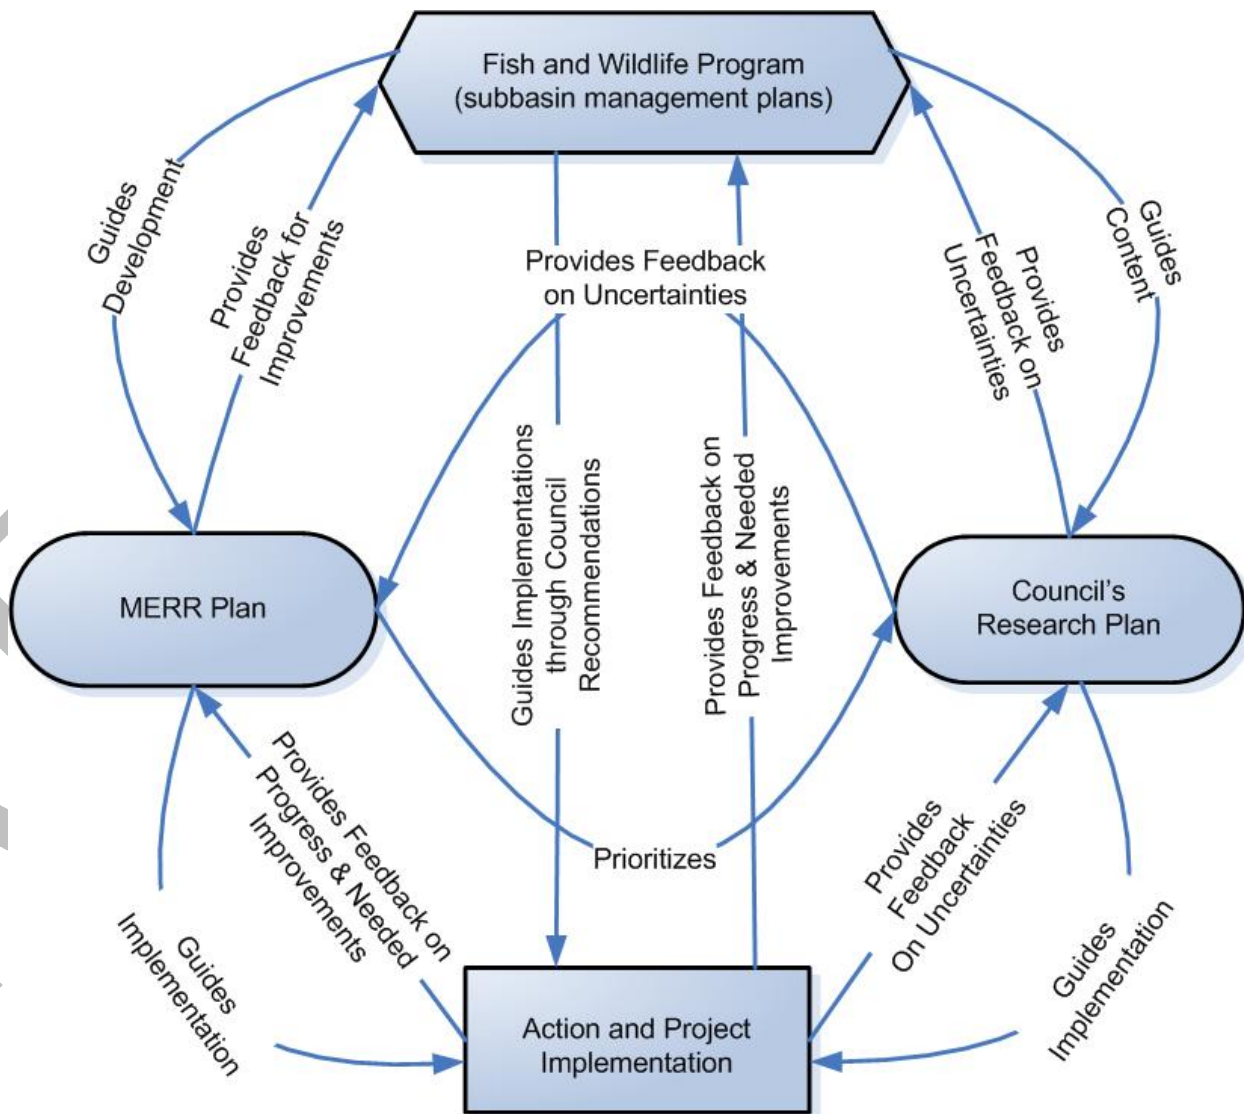 Fish and Wildlife Program
(subbasin management plans)
Guides
Development
Provides
Feedback for
Improvements
Provides Feedback
on Uncertainties
Provides
Feedback on
Uncertainties
Guides
Content
Guides Implementations
through Council
Recommendations
Provides Feedback on
Progress & Needed
Improvements
MERR Plan
Council's
Research Plan
Prioritizes
Provides Feedback on
Progress & Needed
Improvements
Guides
Implementation
Provides
Feedback
On Uncertainties
Guides
Implementation
Action and Project
Implementation